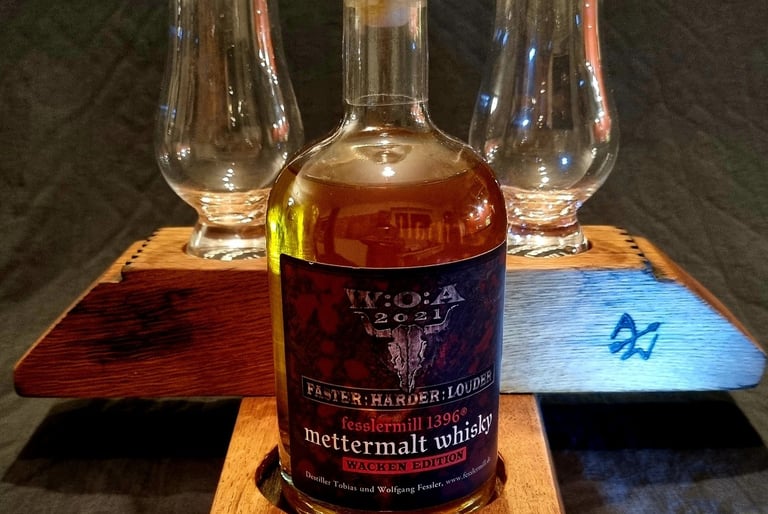 W:O:A
2021
FASTER:HARDER:LOUDER
fesslermill 1396®
mettermalt whisky
WACKEN EDITION
Destiller Tobias und Wolfgang Fessler, www.fesslermill.de